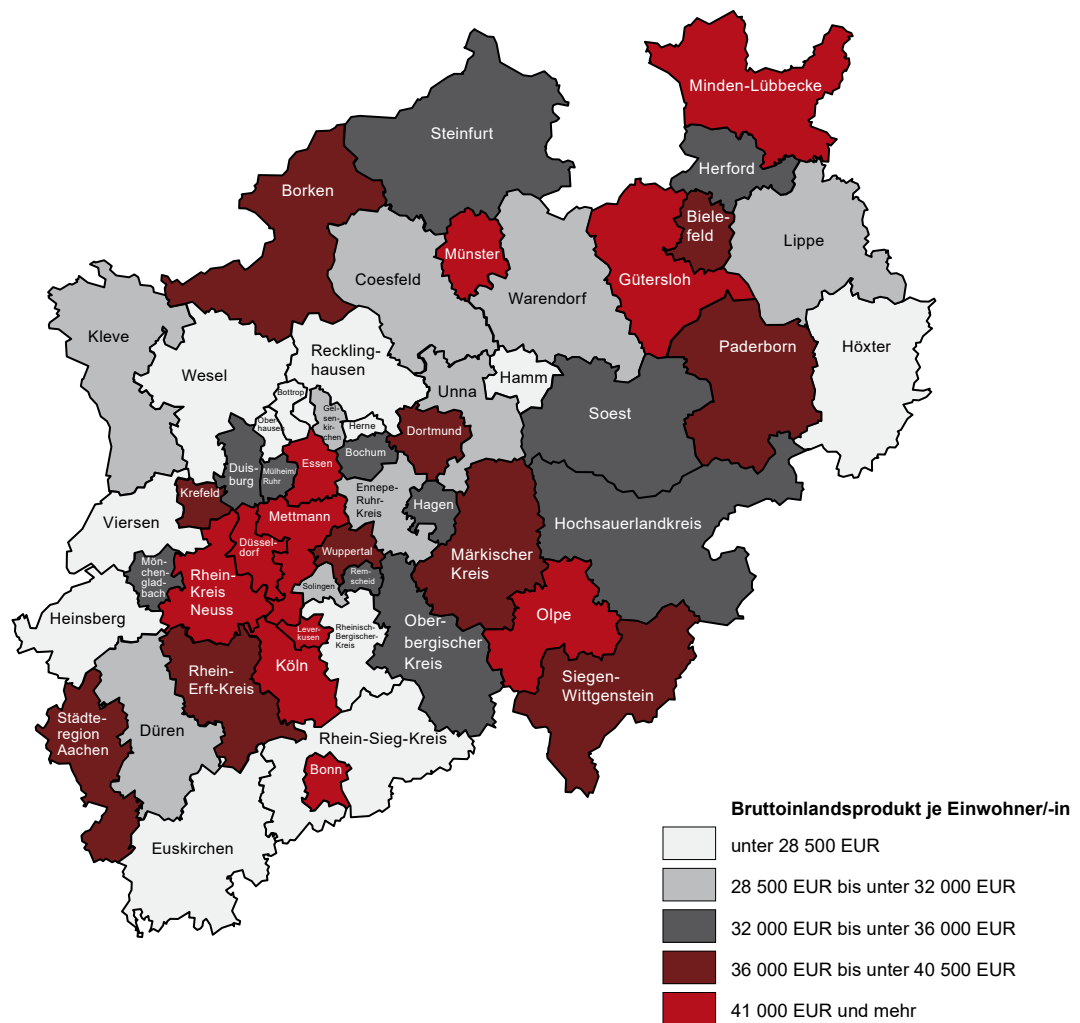 Minden-Lübbecke
Steinfurt
Herford
Borken
Biele-
feld
Lippe
Münster
Coesfeld
Gütersloh
Warendorf
Kleve
Paderborn
Höxter
Reckling-
hausen
Wesel
Hamm
Unna
Bottrop
Gel-
sen-
kir-
chen
Soest
Ober-
hausen
Herne
Dortmund
Bochum
Essen
Duis-
burg
Mülheim
Ruhr
Krefeld
Ennepe-
Ruhr-
Kreis
Hagen
Viersen
Mettmann
Hochsauerlandkreis
Düssel-
dorf
Wuppertal
Märkischer
Kreis
Mön-
chen-
glad-
bach
Rhein-
Kreis
Neuss
Rem-
scheid
Solingen
Heinsberg
Olpe
Ober-
bergischer
Kreis
Lever-
kusen
Rheinisch-
Bergischer-
Kreis
Köln
Rhein-
Erft-Kreis
Siegen-
Wittgenstein
Städte-
region
Aachen
Düren
Rhein-Sieg-Kreis
Bonn
Euskirchen
Bruttoinlandsprodukt je Einwohner/-in
unter 28 500 EUR
28 500 EUR bis unter 32 000 EUR
32 000 EUR bis unter 36 000 EUR
36 000 EUR bis unter 40 500 EUR
41 000 EUR und mehr